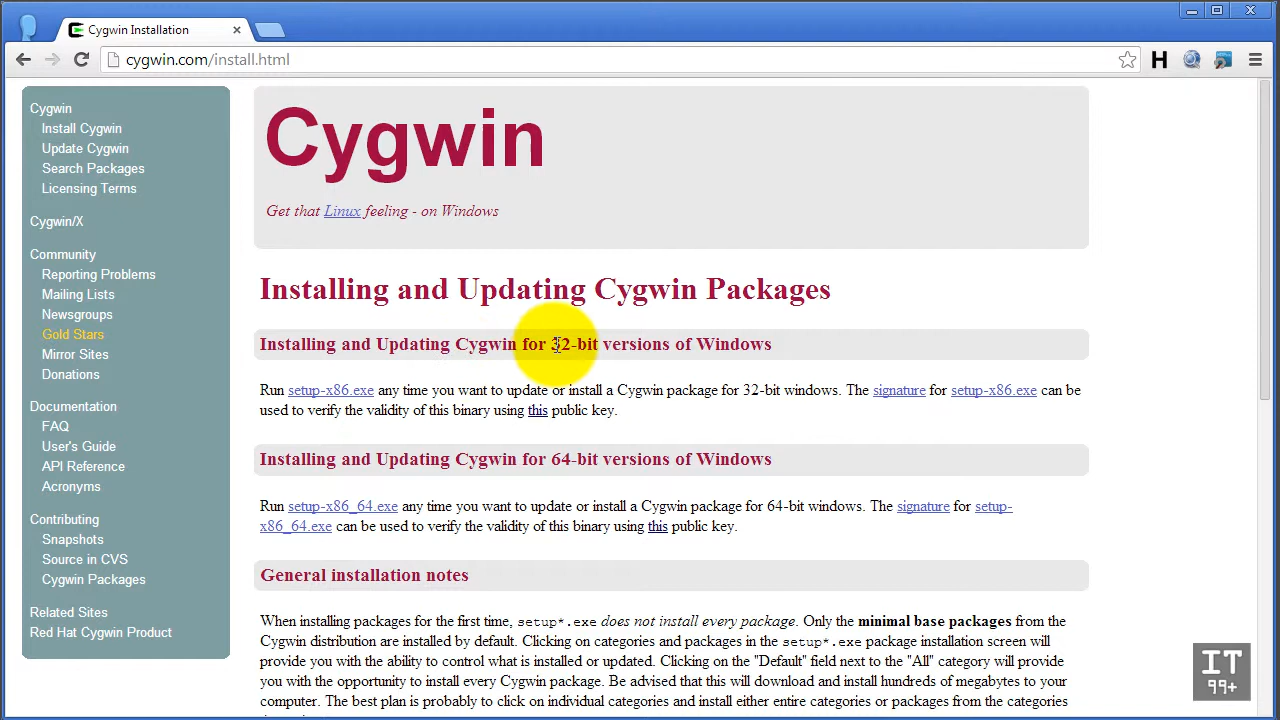 Cygwin Installation
cygwin.com/install.html
H
Cygwin
Install Cygwin
Update Cygwin
Search Packages
Licensing Terms
Cygwin/X
Community
Reporting Problems
Mailing Lists
Newsgroups
Gold Stars
Mirror Sites
Donations
Documentation
FAQ
User's Guide
API Reference
Acronyms
Contributing
Snapshots
Source in CVS
Cygwin Packages
Related Sites
Red Hat Cygwin Product
Cygwin
Get that Linux feeling - on Windows
Installing and Updating Cygwin Packages
Installing and Updating Cygwin for 32-bit versions of Windows
Run setup-x86.exe any time you want to update or install a Cygwin package for 32-bit windows. The signature for setup-x86.exe can be
used to verify the validity of this binary using this public key.
Installing and Updating Cygwin for 64-bit versions of Windows
Run setup-x86_64.exe any time you want to update or install a Cygwin package for 64-bit windows. The signature for setup-
x86_64.exe can be used to verify the validity of this binary using this public key.
General installation notes
When installing packages for the first time, setup*.exe does not install every package. Only the minimal base packages from the
Cygwin distribution are installed by default. Clicking on categories and packages in the setup*.exe package installation screen will
provide you with the ability to control what is installed or updated. Clicking on the "Default" field next to the "All" category will provide
you with the opportunity to install every Cygwin package. Be advised that this will download and install hundreds of megabytes to your
computer. The best plan is probably to click on individual categories and install either entire categories or packages from the categories
IT
99+